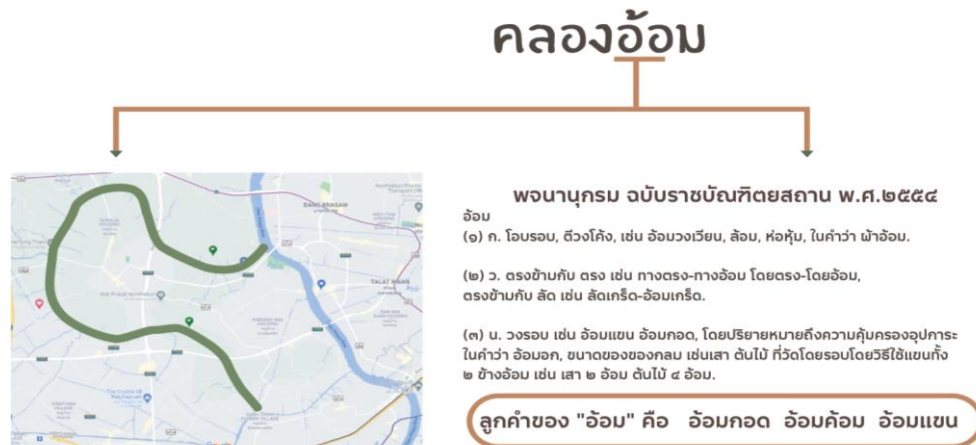 คลองอ้อม
BANG KRASAW
TALAT KWAN
พจนานุกรม ฉบับราชบัณฑิตยสถาน พ.ศ.๒๕๕๔
อ้อม
(๑) ก. โอบรอบ, ตีวงโค้ง, เช่น อ้อมวงเวียน, ล้อม, ห่อหุ้ม, ในคำว่า ผ้าอ้อม.
(๒) ว. ตรงข้ามกับ ตรง เช่น ทางตรง-ทางอ้อม โดยตรง-โดยอ้อม,
ตรงข้ามกับ ลัด เช่น ลัดเกร็ด-อ้อมเกร็ด.
(๓) น. วงรอบ เช่น อ้อมแขน อ้อมกอด, โดยปริยายหมายถึงความคุ้มครองอุปการะ
ในคำว่า อ้อมอก, ขนาดของของกลม เช่นเสา ต้นไม้ ที่วัดโดยรอบโดยวิธีใช้แขนทั้ง
๒ ข้างอ้อม เช่น เสา ๒ อ้อม ต้นไม้ ๔ อ้อม.
ลูกคำของ "อ้อม" คือ อ้อมกอด อ้อมค้อม อ้อมแขน